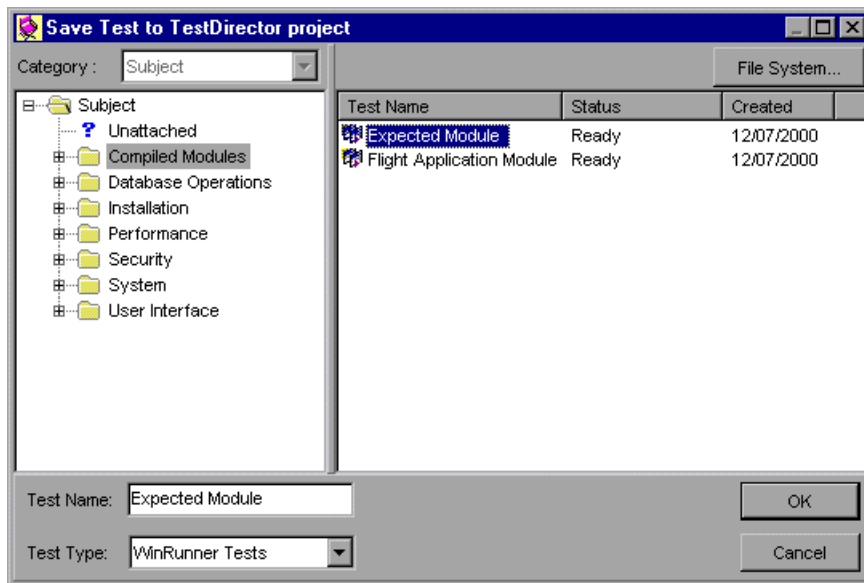 Save Test to TestDirector project
Category : Subject
File System...
Subject
? Unattached
Compiled Modules
Database Operations
Installation
Performance
Security
System
User Interface
Test Name Status Created
Expected Module Ready 12/07/2000
Flight Application Module Ready 12/07/2000
Test Name: Expected Module
OK
Test Type: WinRunner Tests
Cancel